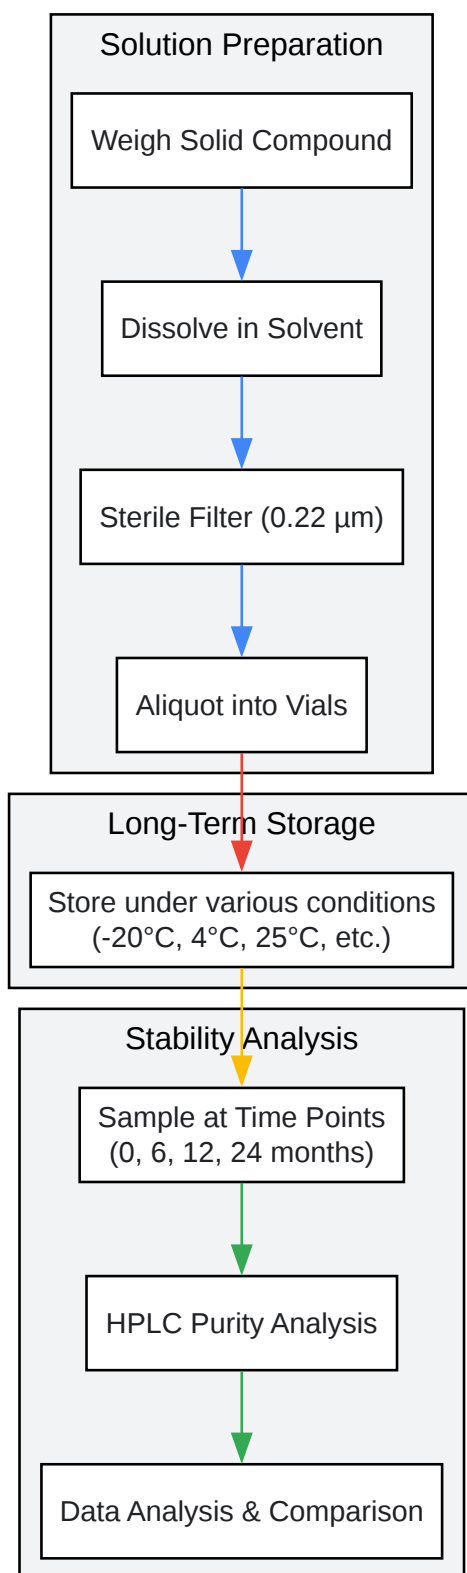 Solution Preparation
Weigh Solid Compound
Dissolve in Solvent
Sterile Filter (0.22 µm)
Aliquot into Vials
Long-Term Storage
Store under various conditions
(-20°C, 4°C, 25°C, etc.)
Stability Analysis
Sample at Time Points
(0, 6, 12, 24 months)
HPLC Purity Analysis
Data Analysis & Comparison